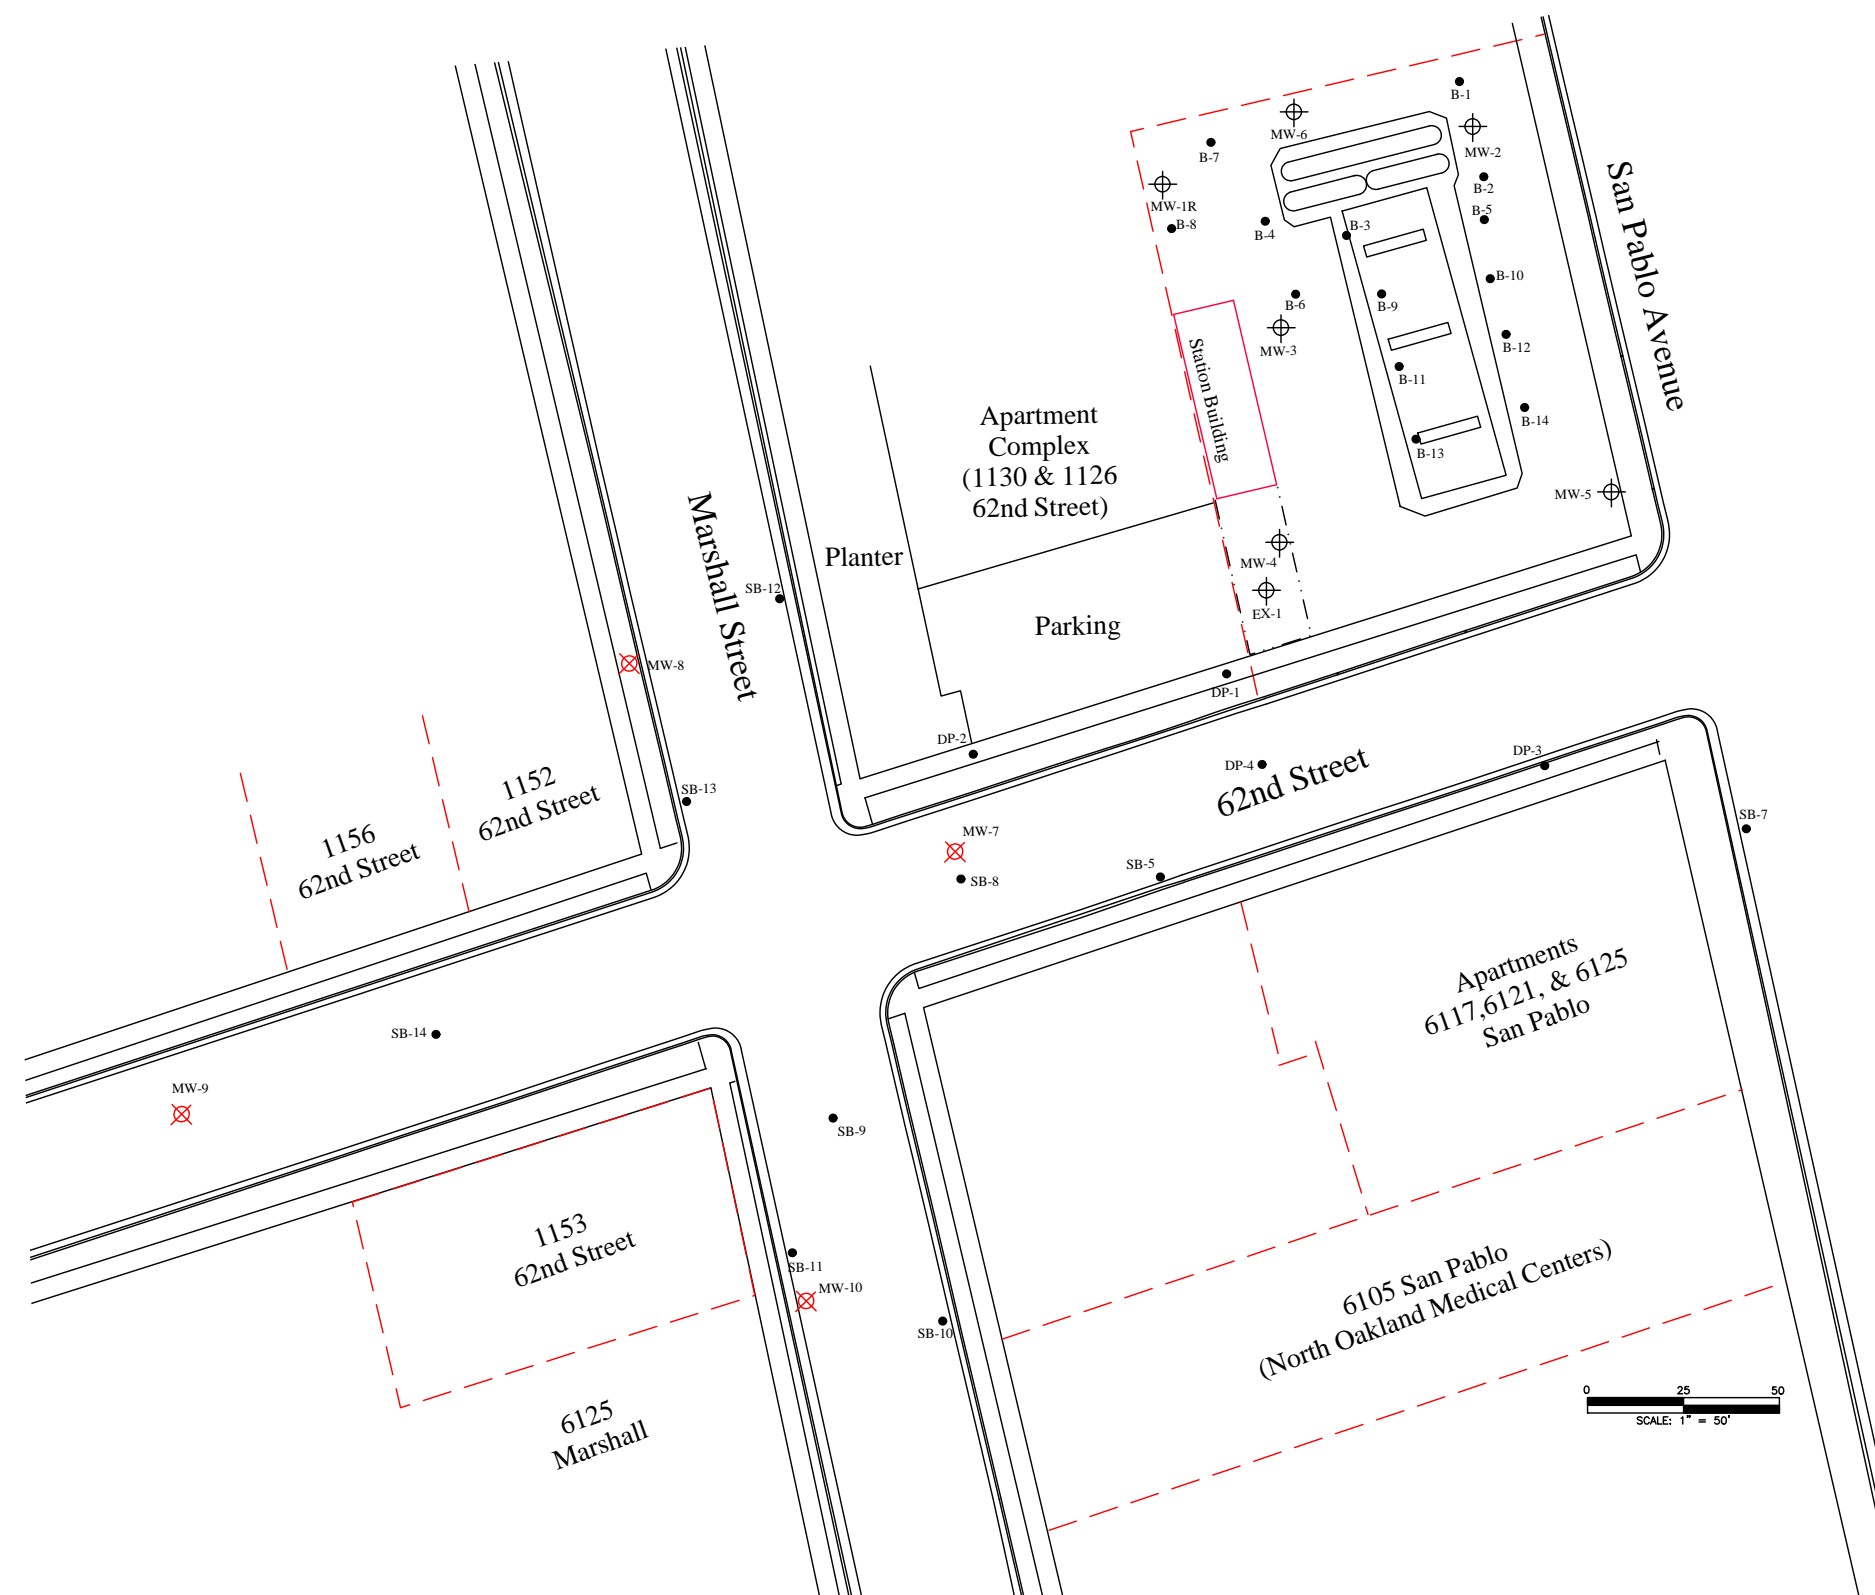 B-1
MW-6
MW-2
B-7
B-2
MW-1R
B-5
B-8
B-4
B-3
San Pablo Avenue
B-10
B-6
B-9
B-12
MW-3
Station Building
B-11
B-14
B-13
MW-5
Apartment
Complex
(1130 & 1126
62nd Street)
Marshall Street
Planter
MW-4
SB-12
EX-1
Parking
MW-8
DP-1
DP-2
DP-3
DP-4
62nd Street
SB-13
1152
62nd Street
SB-7
1156
62nd Street
MW-7
SB-5
SB-8
Apartments
6117,6121, & 6125
San Pablo
SB-14
MW-9
SB-9
1153
62nd Street
SB-11
MW-10
SB-10
6105 San Pablo
(North Oakland Medical Centers)
6125
Marshall
0 25 50
SCALE: 1" = 50'